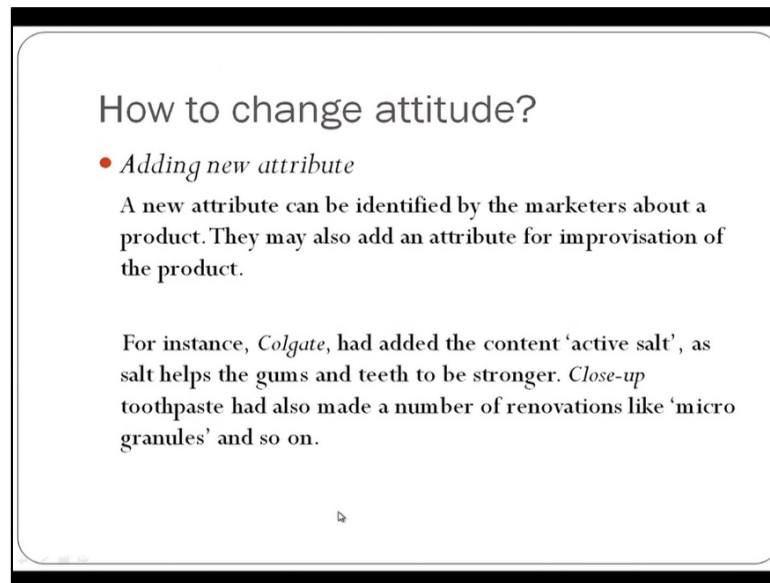 How to change attitude?
• Adding new attribute
A new attribute can be identified by the marketers about a
product. They may also add an attribute for improvisation of
the product.
For instance, Colgate, had added the content ‘active salt’, as
salt helps the gums and teeth to be stronger. Close-up
toothpaste had also made a number of renovations like ‘micro
granules’ and so on.